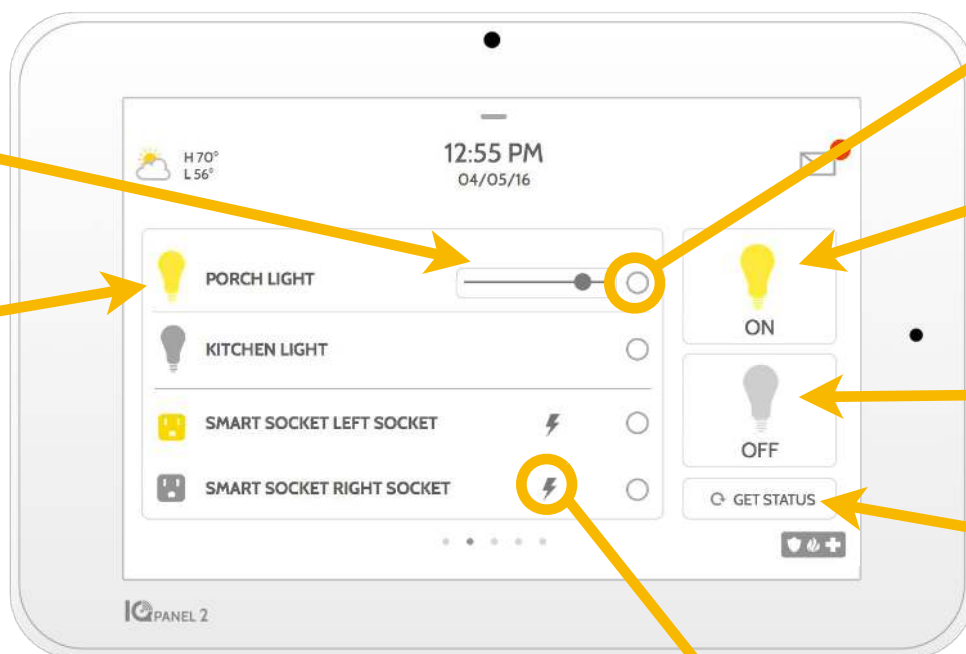 H 70°
L 56°
12:55 PM
04/05/16
PORCH LIGHT
KITCHEN LIGHT
SMART SOCKET LEFT SOCKET
SMART SOCKET RIGHT SOCKET
ON
OFF
GET STATUS
IQ PANEL 2